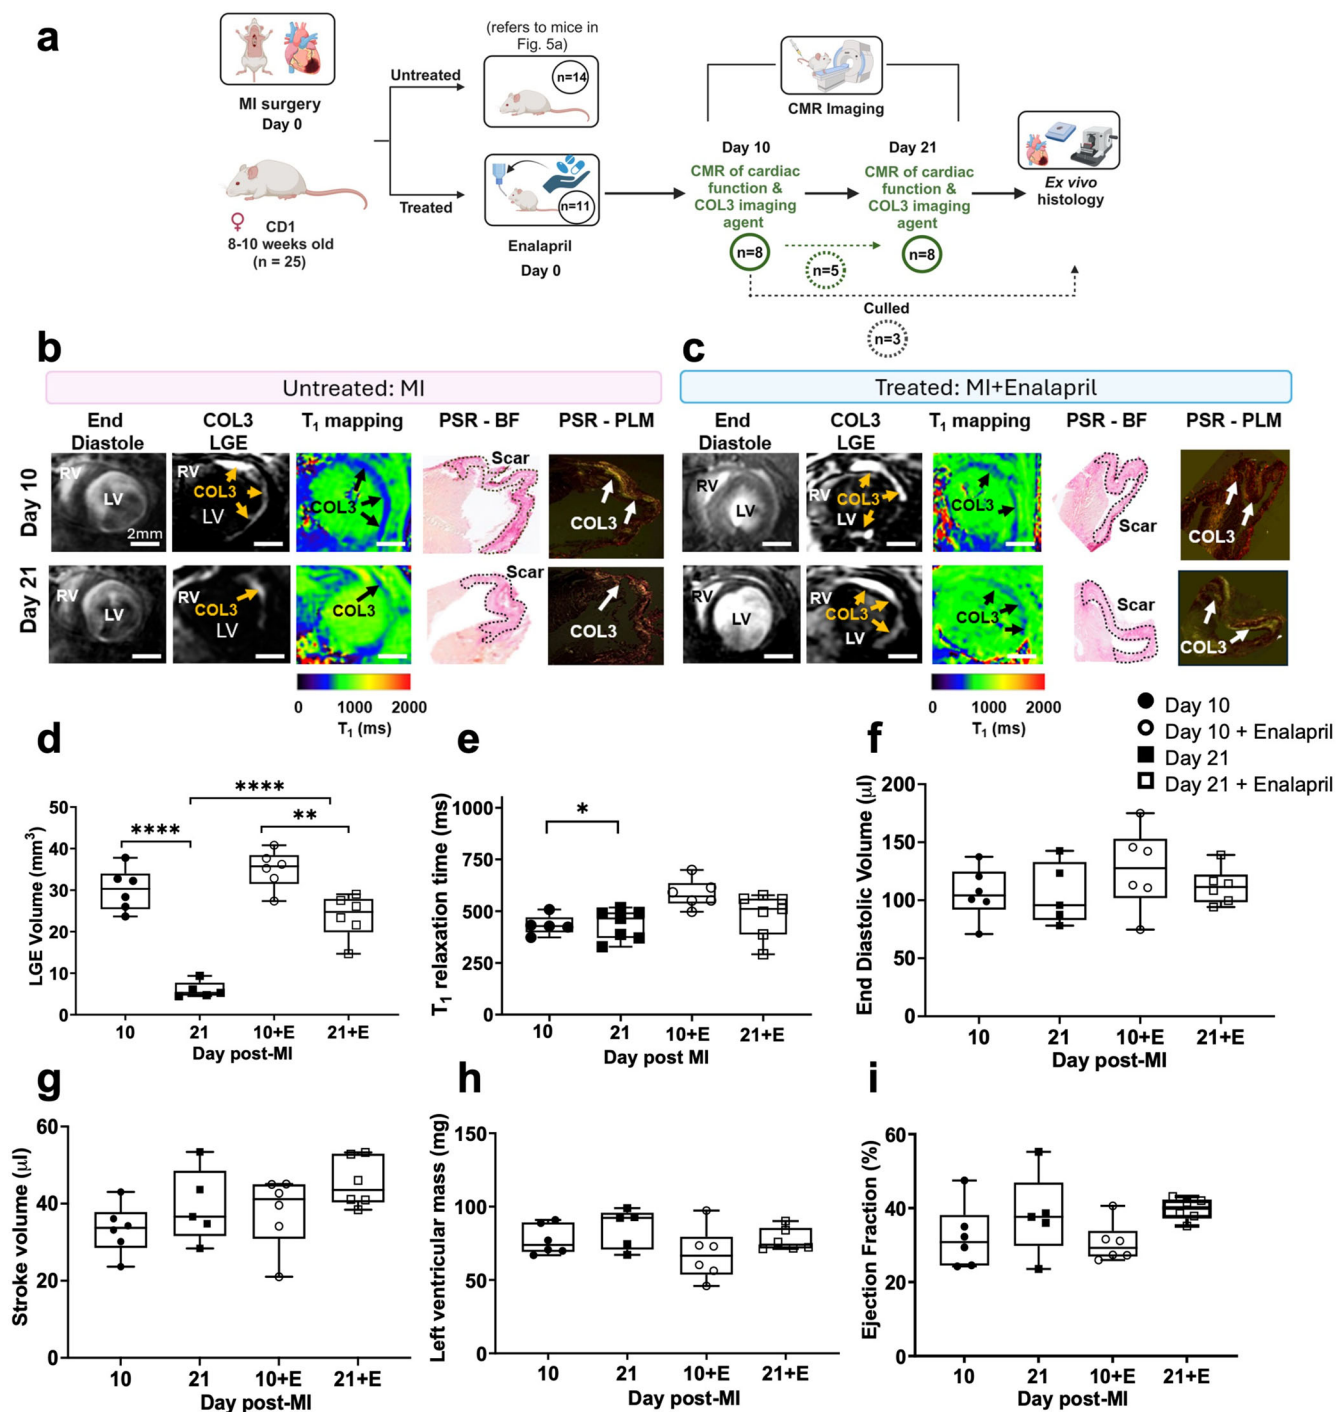 a
(refers to mice in
Fig. 5a)
n=14
Untreated
MI surgery
Day 0
CMR Imaging
Day 10
Day 21
CMR of cardiac
function &
COL3 imaging
agent
CMR of cardiac
function &
COL3 imaging
agent
Ex vivo
histology
Treated
n=11
♀ CD1
8-10 weeks old
(n = 25)
Enalapril
Day 0
n=8
n=5
n=8
Culled
n=3
b
Untreated: MI
End
Diastole
COL3
LGE
T1 mapping
PSR - BF
PSR - PLM
Day 10
RV
LV
2mm
RV
COL3
LV
COL3
Scar
COL3
Day 21
RV
LV
RV
COL3
LV
COL3
Scar
COL3
0 1000 2000
T1 (ms)
c
Treated: MI+Enalapril
End
Diastole
COL3
LGE
T1 mapping
PSR - BF
PSR - PLM
RV
LV
RV
COL3
LV
COL3
Scar
COL3
RV
LV
RV
COL3
LV
COL3
Scar
COL3
0 1000 2000
T1 (ms)
Day 10
Day 10 + Enalapril
Day 21
Day 21 + Enalapril
d
LGE Volume (mm3)
50
40
30
20
10
0
****
****
**
10 21 10+E 21+E
Day post-MI
e
T1 relaxation time (ms)
1000
750
500
250
0
*
10 21 10+E 21+E
Day post MI
f
End Diastolic Volume (μl)
200
150
100
50
0
10 21 10+E 21+E
Day post-MI
g
Stroke volume (μl)
60
40
20
0
10 21 10+E 21+E
Day post-MI
h
Left ventricular mass (mg)
150
100
50
0
10 21 10+E 21+E
Day post-MI
i
Ejection Fraction (%)
60
40
20
0
10 21 10+E 21+E
Day post-MI